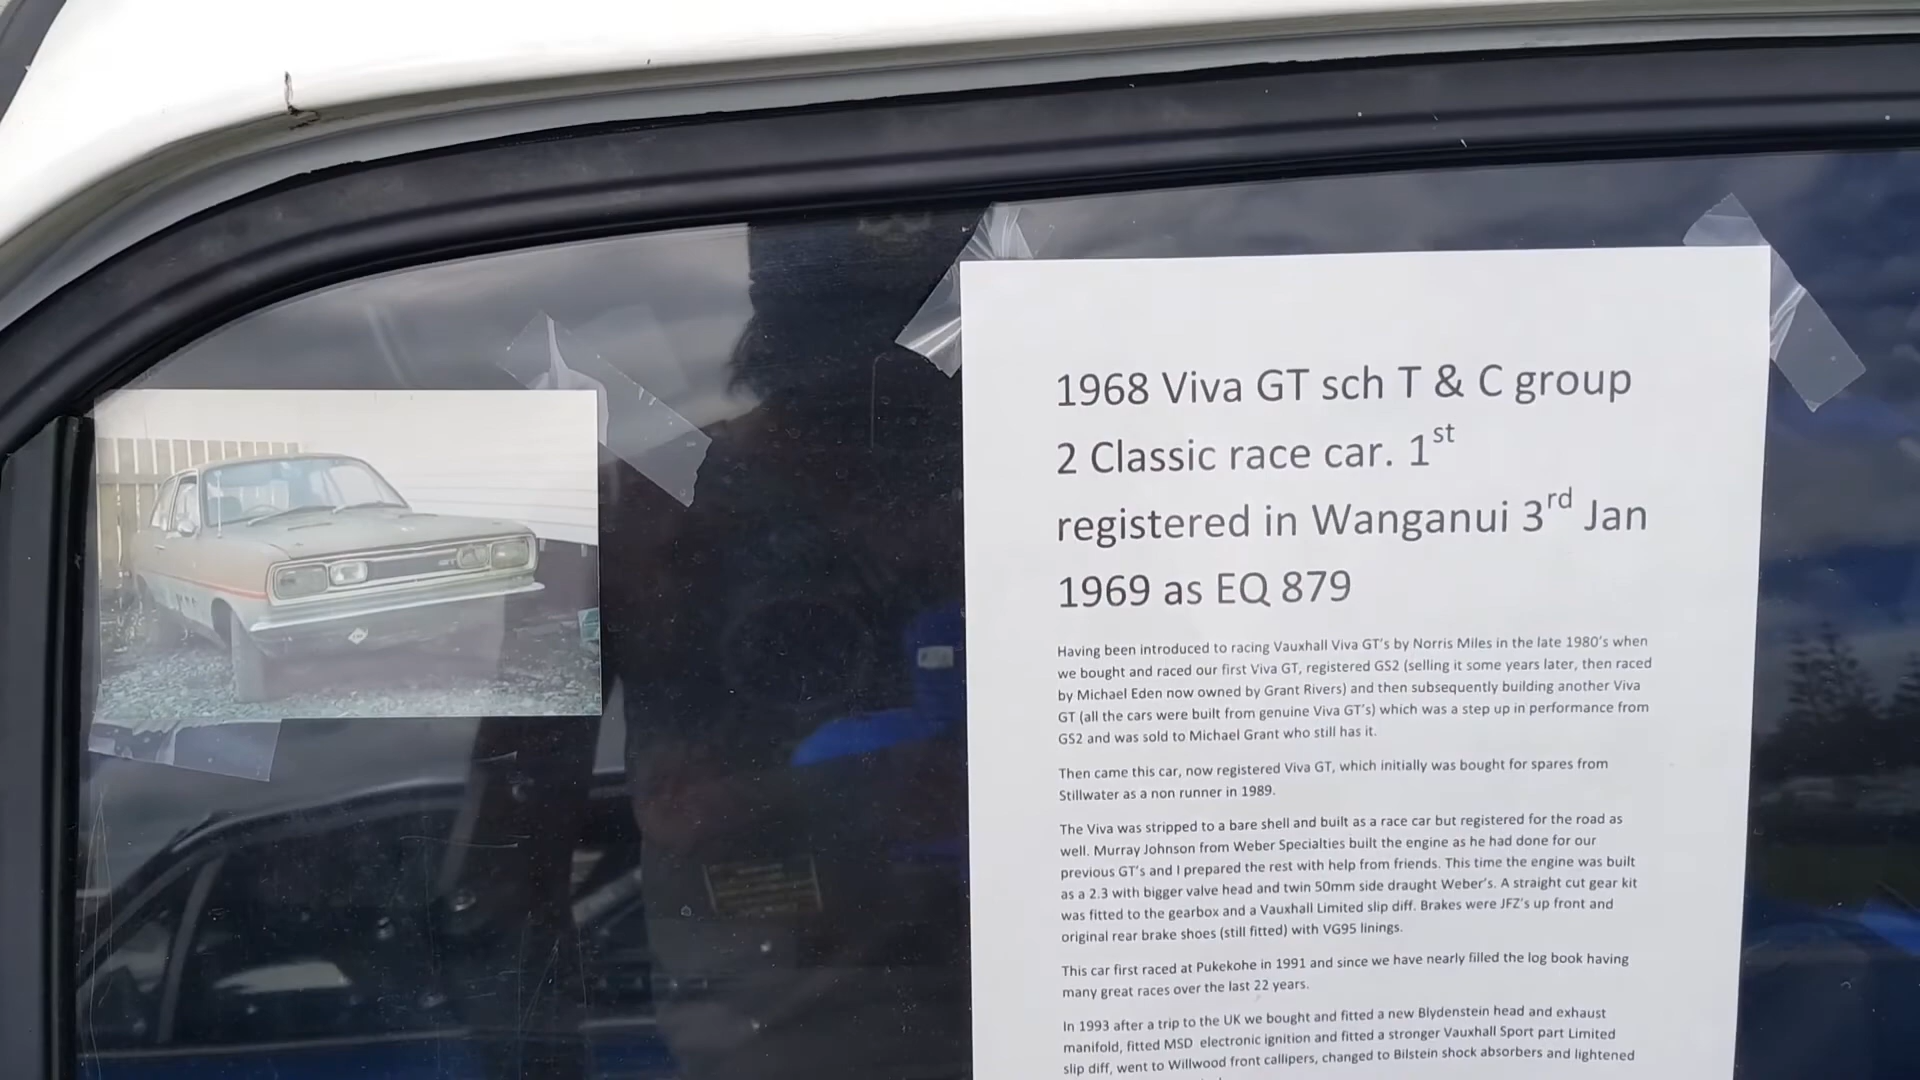 GT
1968 Viva GT sch T & C group
2 Classic race car. 1st
registered in Wanganui 3rd Jan
1969 as EQ 879
Having been introduced to racing Vauxhall Viva GT's by Norris Miles in the late 1980's when
we bought and raced our first Viva GT, registered GS2 (selling it some years later, then raced
by Michael Eden now owned by Grant Rivers) and then subsequently building another Viva
GT (all the cars were built from genuine Viva GT's) which was a step up in performance from
GS2 and was sold to Michael Grant who still has it.
Then came this car, now registered Viva GT, which initially was bought for spares from
Stillwater as a non runner in 1989.
The Viva was stripped to a bare shell and built as a race car but registered for the road as
well. Murray Johnson from Weber Specialties built the engine as he had done for our
previous GT's and I prepared the rest with help from friends. This time the engine was built
as a 2.3 with bigger valve head and twin 50mm side draught Weber's. A straight cut gear kit
was fitted to the gearbox and a Vauxhall Limited slip diff. Brakes were JFZ's up front and
original rear brake shoes (still fitted) with VG95 linings.
This car first raced at Pukekohe in 1991 and since we have nearly filled the log book having
many great races over the last 22 years.
In 1993 after a trip to the UK we bought and fitted a new Blydenstein head and exhaust
manifold, fitted MSD electronic ignition and fitted a stronger Vauxhall Sport part Limited
slip diff, went to Willwood front callipers, changed to Bilstein shock absorbers and lightened